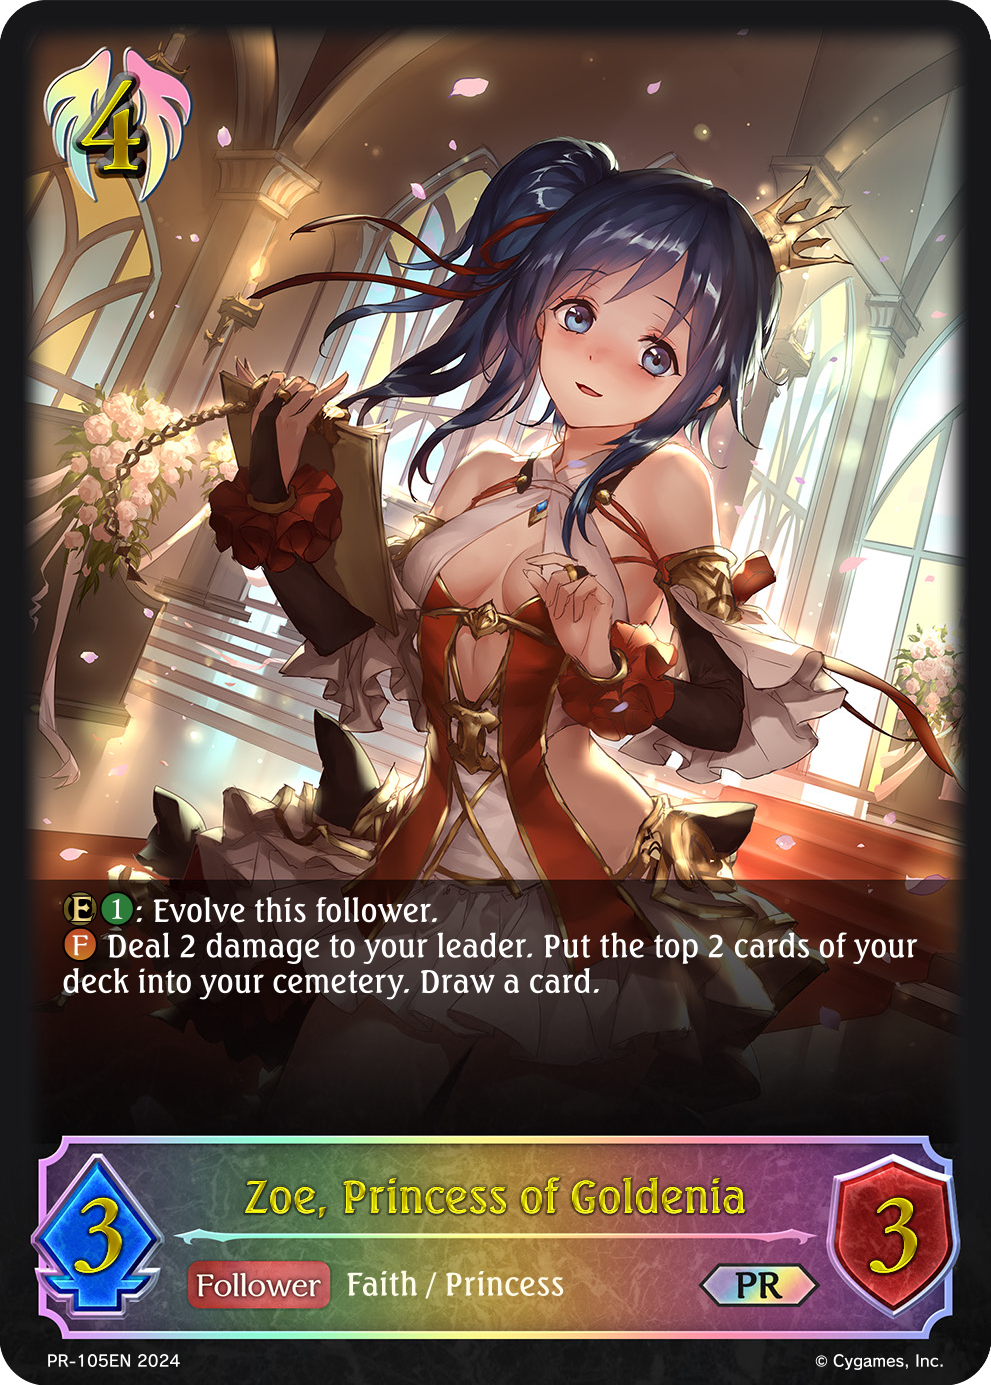 4
E 1 : Evolve this follower.
F Deal 2 damage to your leader. Put the top 2 cards of your
deck into your cemetery. Draw a card.
Zoe, Princess of Goldenia
3
3
Follower Faith / Princess PR
PR-105EN 2024 © Cygames, Inc.